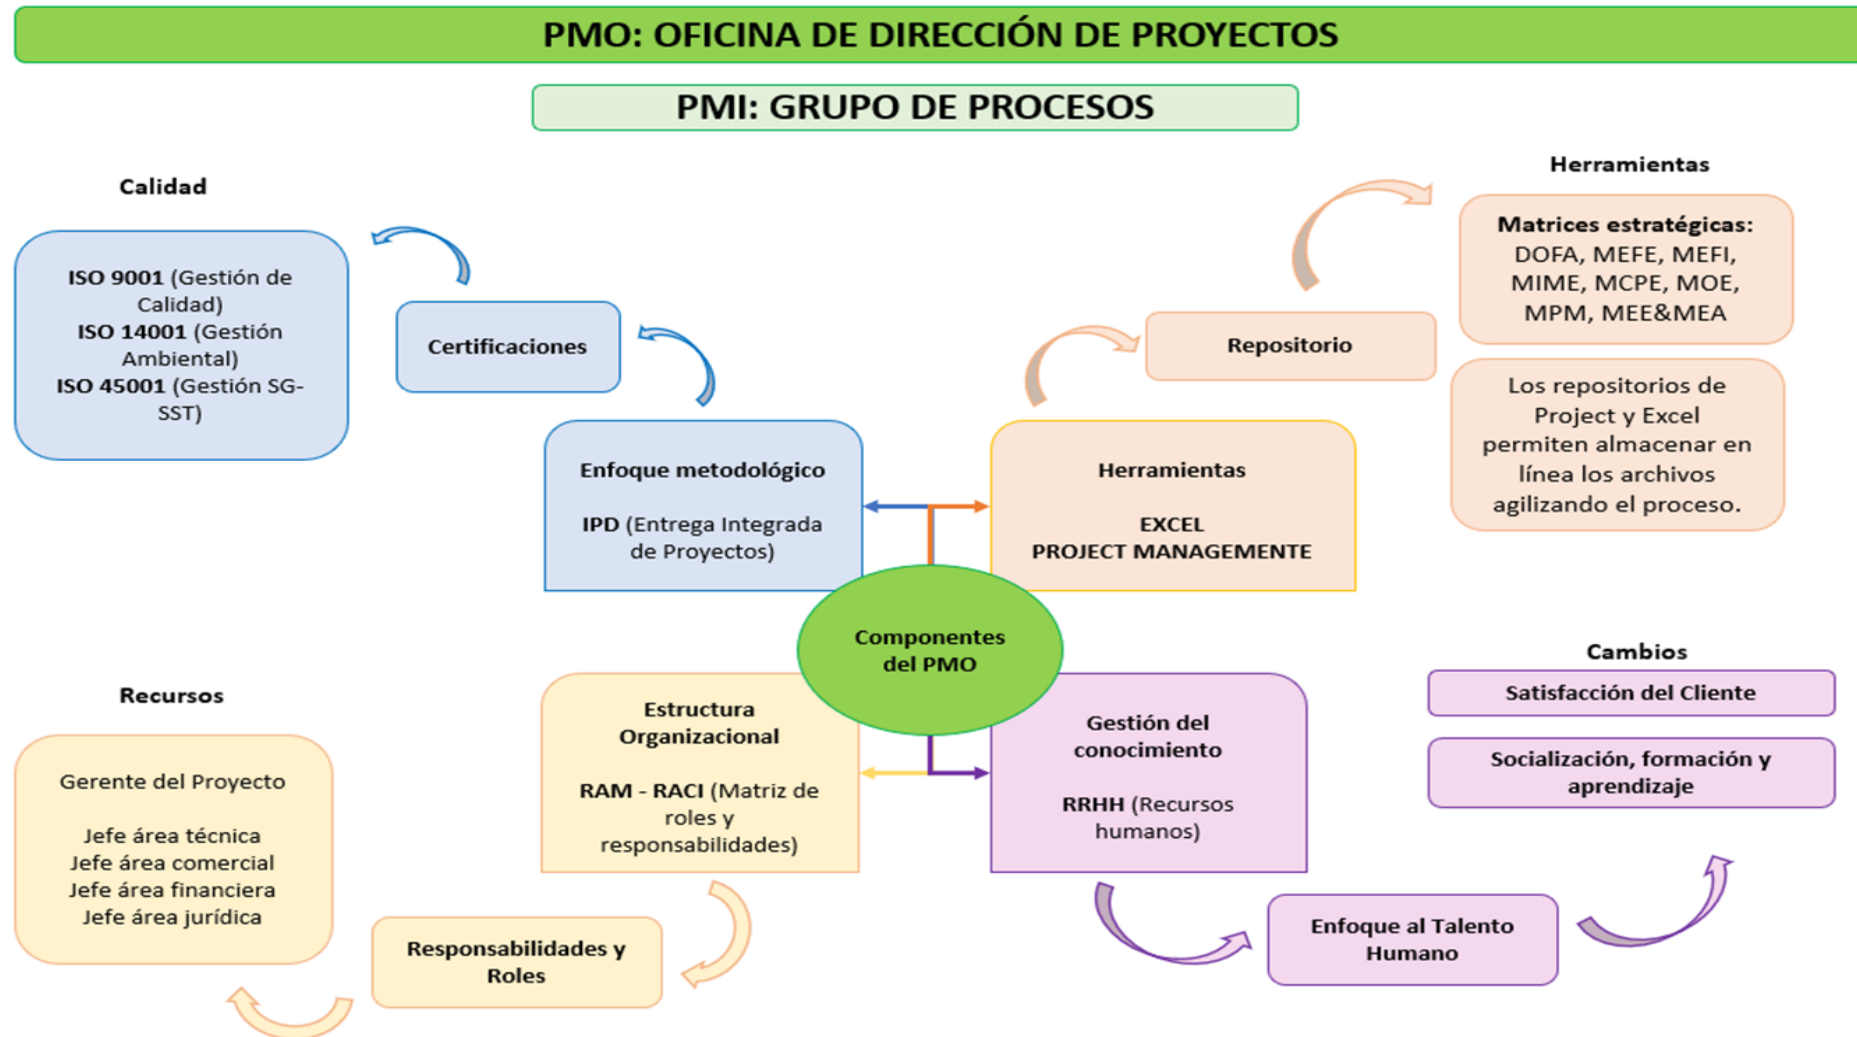 PMO: OFICINA DE DIRECCIÓN DE PROYECTOS
PMI: GRUPO DE PROCESOS
Calidad
ISO 9001 (Gestión de
Calidad)
ISO 14001 (Gestión
Ambiental)
ISO 45001 (Gestión SG-
SST)
Certificaciones
Enfoque metodológico
IPD (Entrega Integrada
de Proyectos)
Herramientas
Matrices estratégicas:
DOFA, MEFE, MEFI,
MIME, MCPE, MOE,
MPM, MEE&MEA
Los repositorios de
Project y Excel
permiten almacenar en
línea los archivos
agilizando el proceso.
Repositorio
Herramientas
EXCEL
PROJECT MANAGEMENTE
Componentes
del PMO
Recursos
Gerente del Proyecto
Jefe área técnica
Jefe área comercial
Jefe área financiera
Jefe área jurídica
Responsabilidades y
Roles
Estructura
Organizacional
RAM - RACI (Matriz de
roles y
responsabilidades)
Gestión del
conocimiento
RRHH (Recursos
humanos)
Cambios
Satisfacción del Cliente
Socialización, formación y
aprendizaje
Enfoque al Talento
Humano